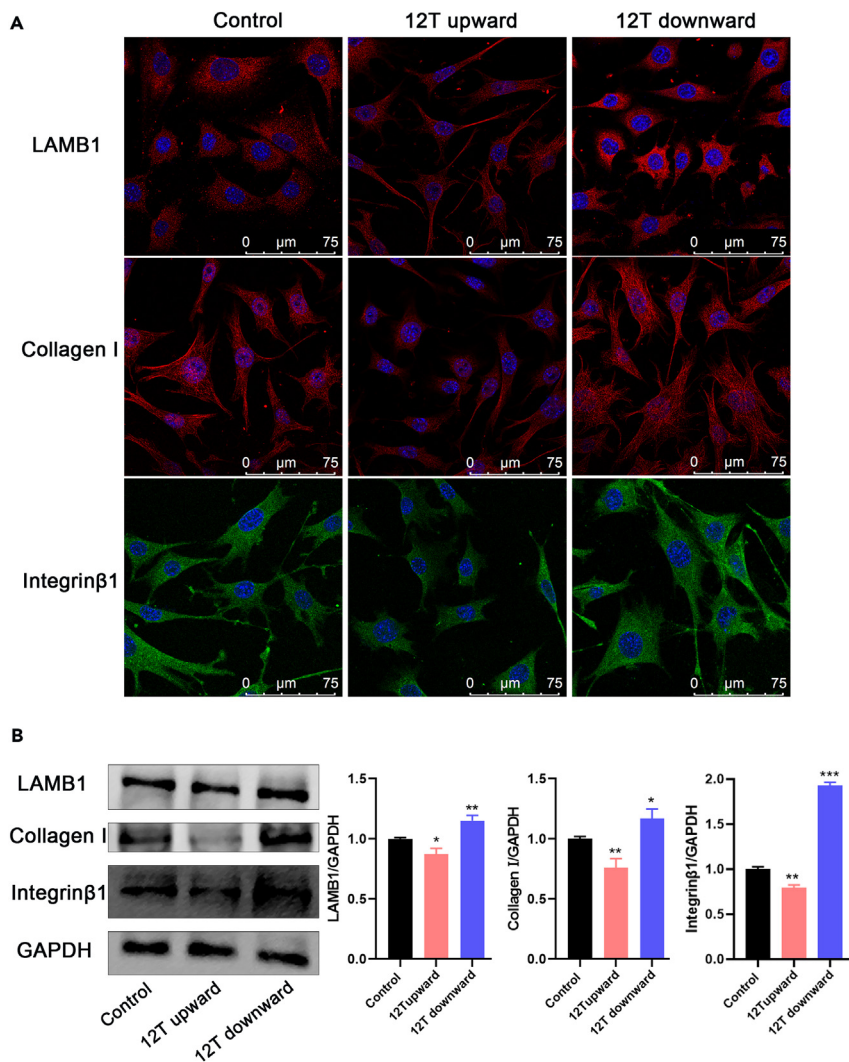 A
Control 12T upward 12T downward
LAMB1
0 µm 75 0 µm 75 0 µm 75
Collagen I
0 µm 75 0 µm 75 0 µm 75
Integrinβ1
0 µm 75 0 µm 75 0 µm 75
B
LAMB1
Collagen I
Integrinβ1
GAPDH
Control
12T upward
12T downward
LAMB1/GAPDH
1.5
1.0
0.5
0.0
*
**
Control
12Tupward
12T downward
Collagen I/GAPDH
1.5
1.0
0.5
0.0
**
*
Control
12Tupward
12T downward
Integrinβ1/GAPDH
2.0
1.5
1.0
0.5
0.0
**
***
Control
12Tupward
12T downward